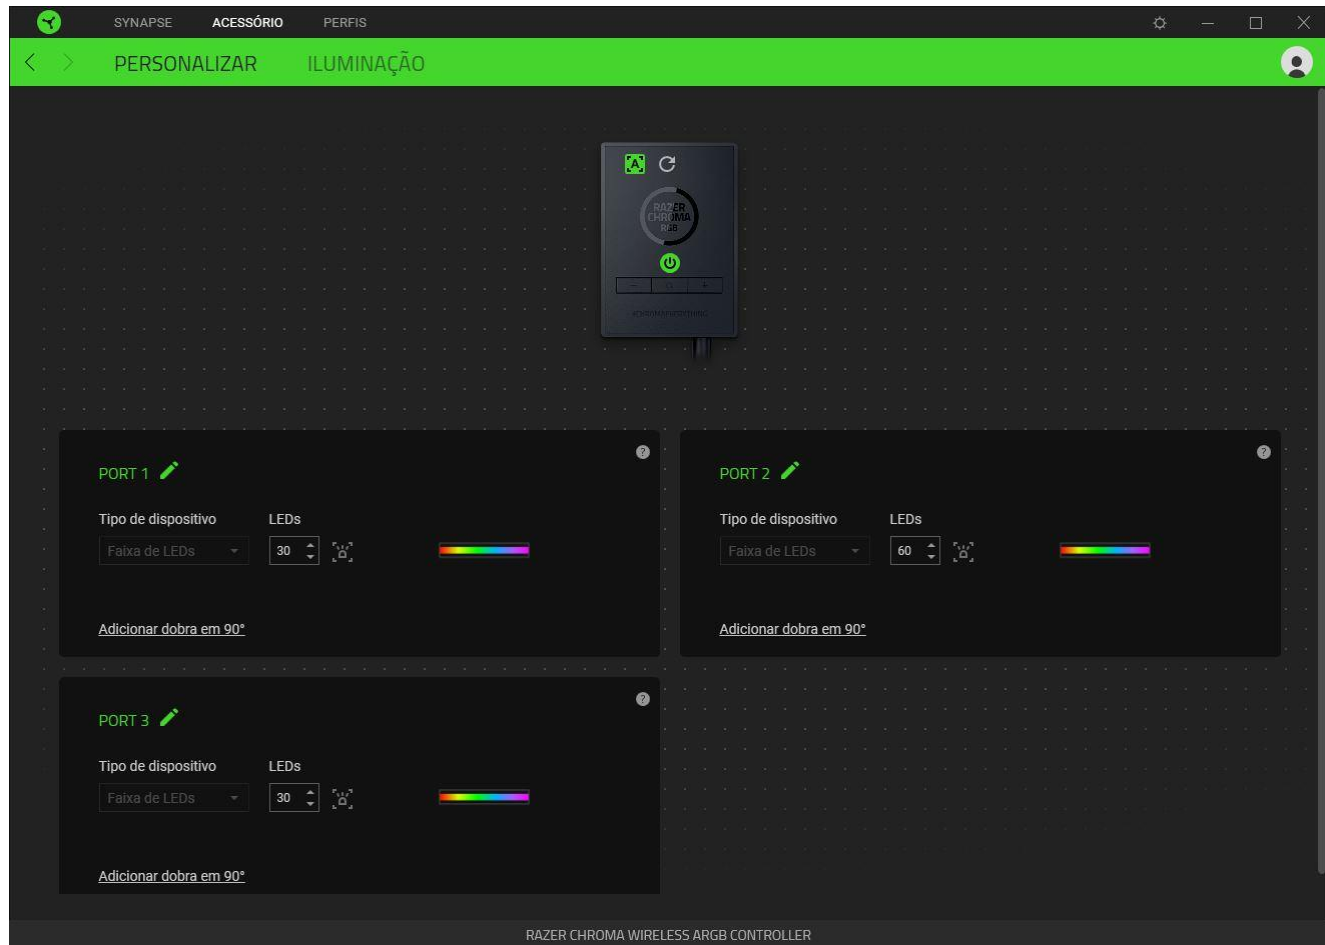 SYNAPSE ACESSÓRIO PERFIS
PERSONALIZAR ILUMINAÇÃO
A
RAZER
CHROMA
RGB
PORT 1
Tipo de dispositivo LEDs
Faixa de LEDs 30
Adicionar dobra em 90°
PORT 2
Tipo de dispositivo LEDs
Faixa de LEDs 60
Adicionar dobra em 90°
PORT 3
Tipo de dispositivo LEDs
Faixa de LEDs 30
Adicionar dobra em 90°
RAZER CHROMA WIRELESS ARGB CONTROLLER